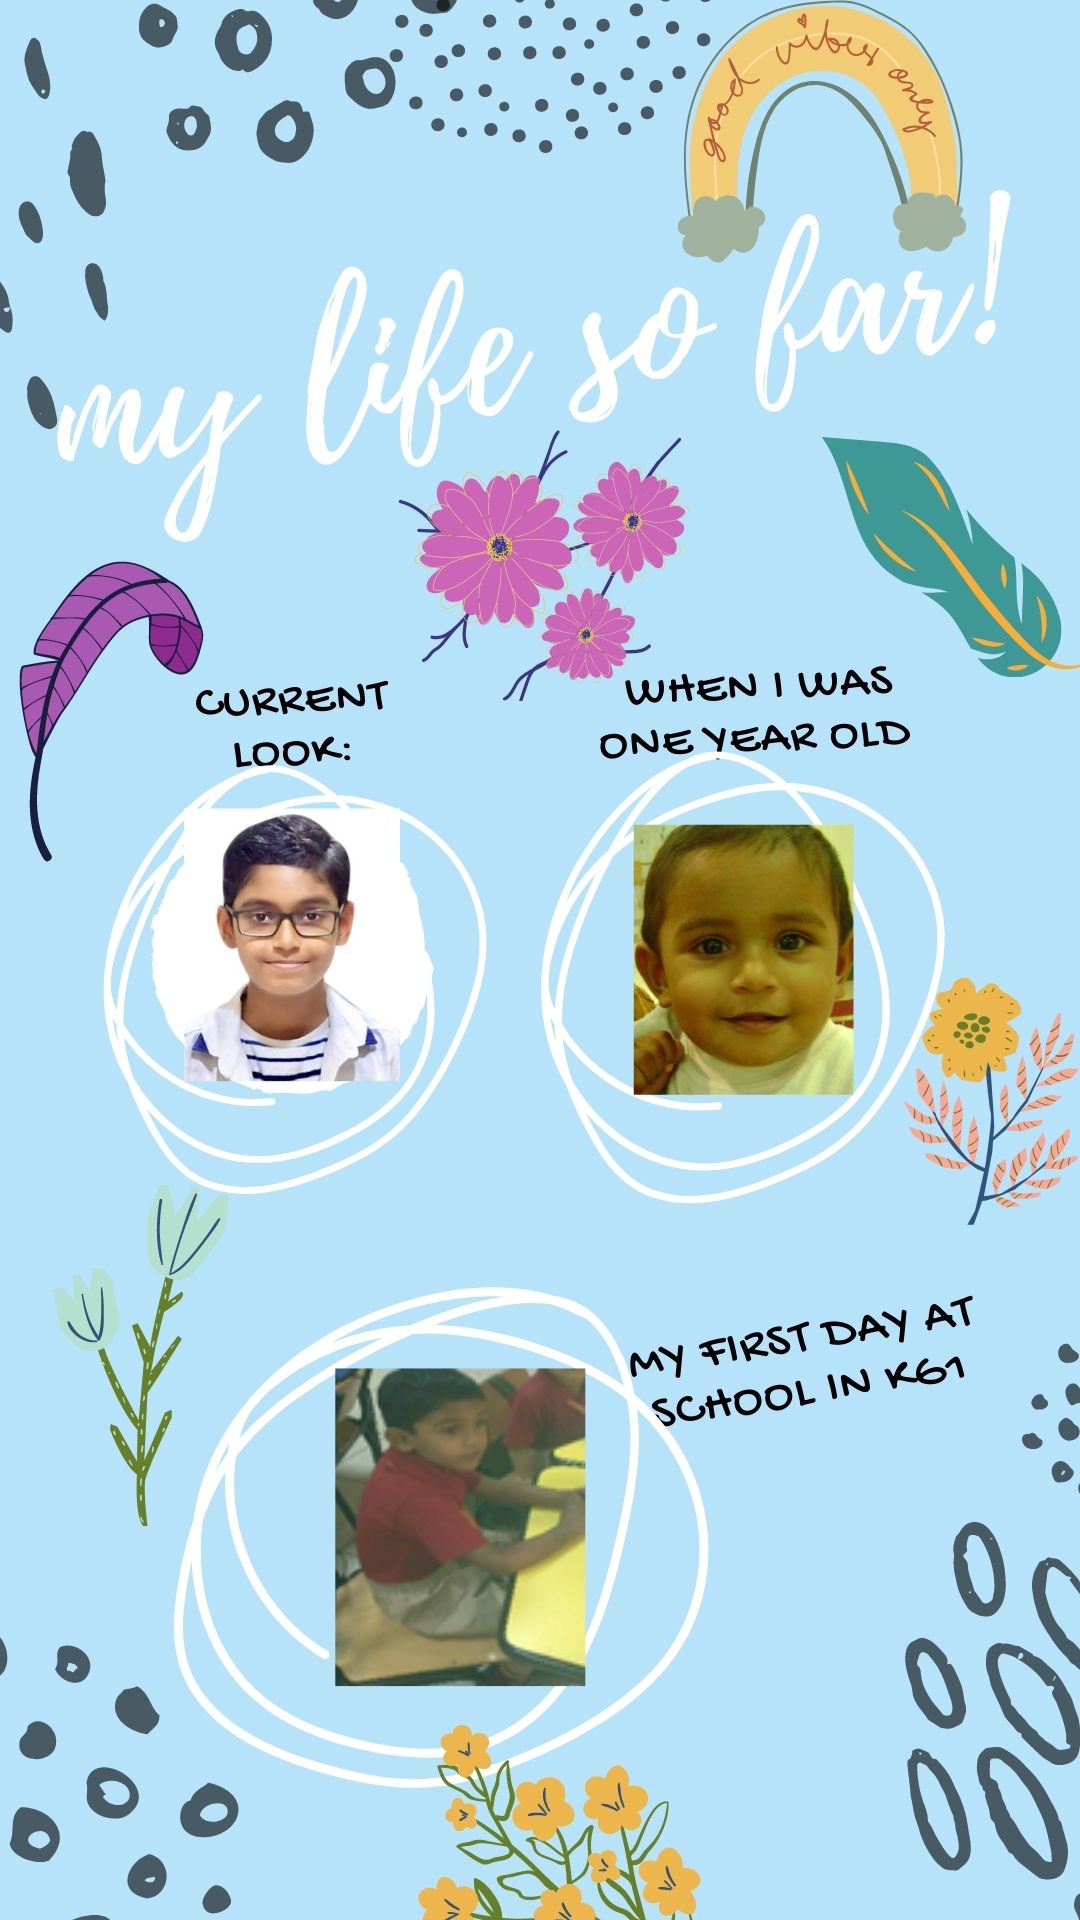 good vibes only
my life so far!
CURRENT
LOOK:
WHEN I WAS
ONE YEAR OLD
MY FIRST DAY AT
SCHOOL IN KG1